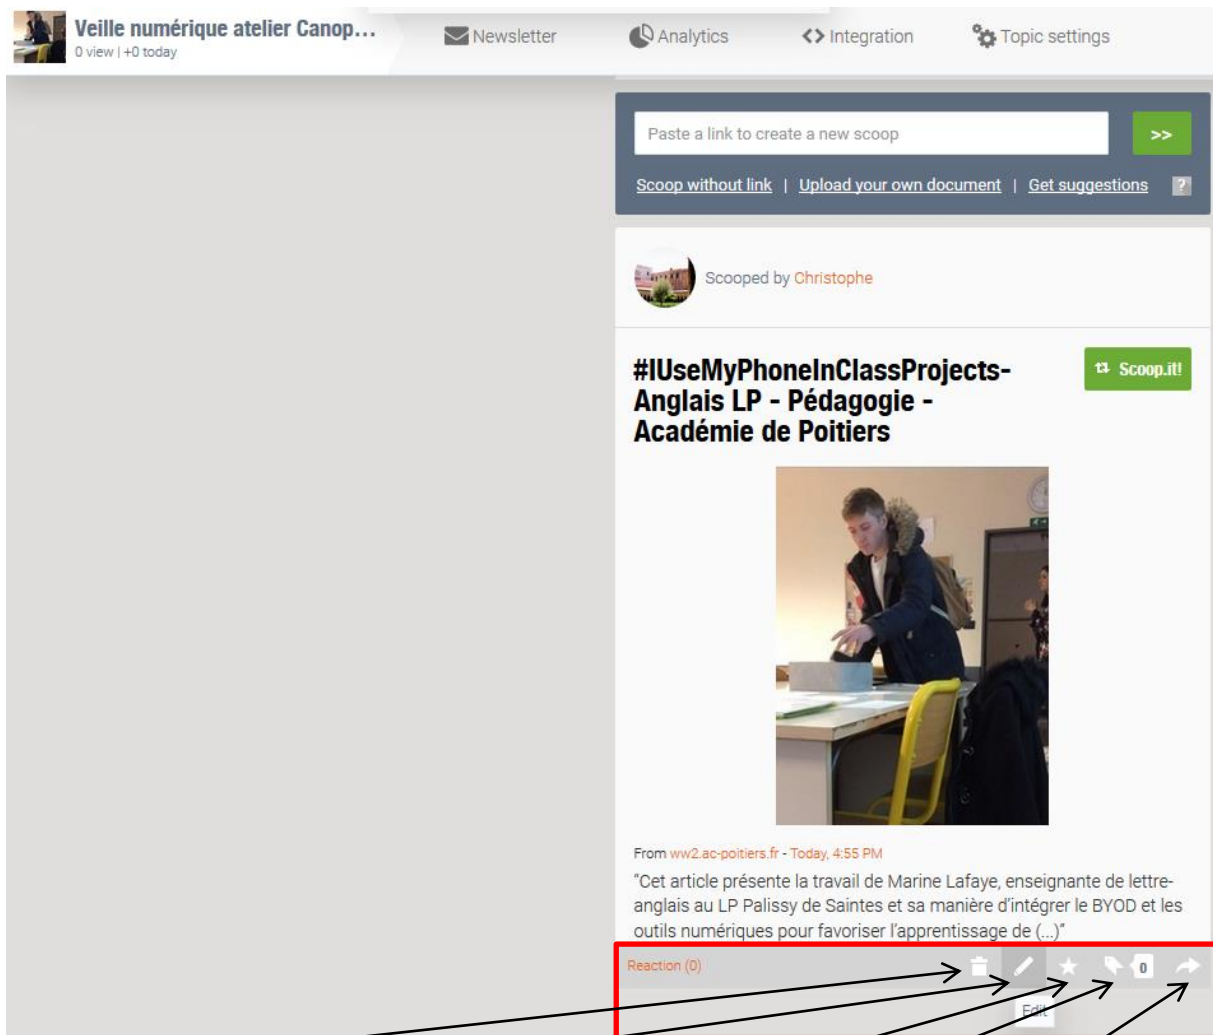 Veille numérique atelier Canop...
0 view | +0 today
Newsletter
Analytics
<> Integration
Topic settings
Paste a link to create a new scoop
>>
Scoop without link | Upload your own document | Get suggestions ?
Scooped by Christophe
#IUseMyPhoneInClassProjects-
Anglais LP - Pédagogie -
Académie de Poitiers
Scoop.it!
From ww2.ac-poitiers.fr - Today, 4:55 PM
“Cet article présente la travail de Marine Lafaye, enseignante de lettre-
anglais au LP Palissy de Saintes et sa manière d'intégrer le BYOD et les
outils numériques pour favoriser l'apprentissage de (...)”
Reaction (0)
0
Edit